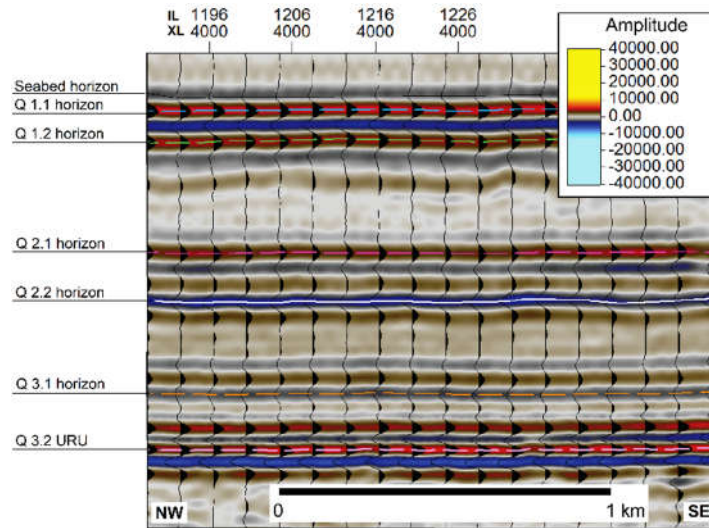 IL 1196 1206 1216 1226
XL 4000 4000 4000 4000
Amplitude
40000.00
30000.00
20000.00
10000.00
0.00
-10000.00
-20000.00
-30000.00
-40000.00
Seabed horizon
Q 1.1 horizon
Q 1.2 horizon
Q 2.1 horizon
Q 2.2 horizon
Q 3.1 horizon
Q 3.2 URU
NW
0 1 km
SE